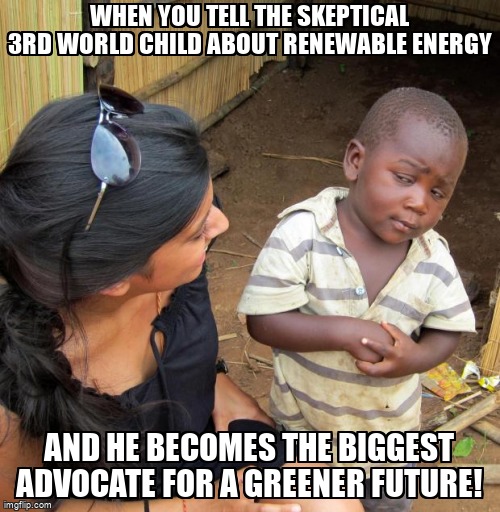 WHEN YOU TELL THE SKEPTICAL
3RD WORLD CHILD ABOUT RENEWABLE ENERGY
AND HE BECOMES THE BIGGEST
ADVOCATE FOR A GREENER FUTURE!
imgflip.com